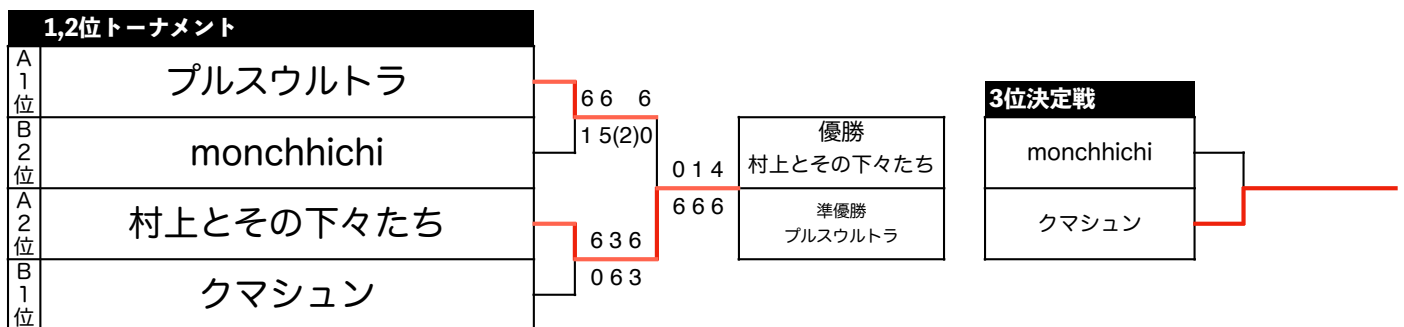 1,2位トーナメント
A1位 プルスウルトラ
B2位 monchhichi
A2位 村上とその下々たち
B1位 クマシュン
6 6 6
1 5(2)0
6 3 6
0 6 3
0 1 4
6 6 6
優勝
村上とその下々たち
準優勝
プルスウルトラ
3位決定戦
monchhichi
クマシュン